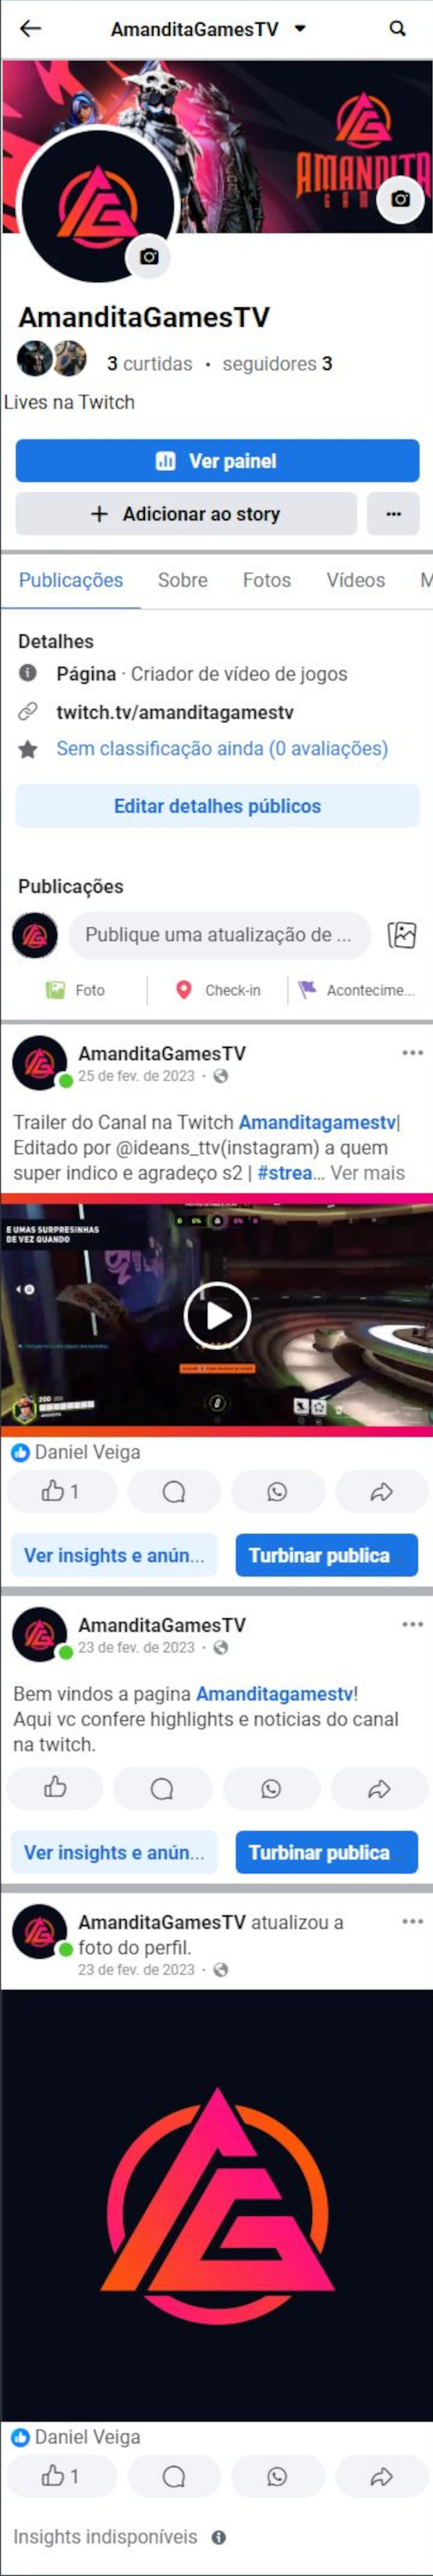 AmanditaGamesTV
AMANDITA
AmanditaGamesTV
3 curtidas · seguidores 3
Lives na Twitch
Ver painel
+ Adicionar ao story
...
Publicações Sobre Fotos Vídeos M
Detalhes
Página · Criador de vídeo de jogos
twitch.tv/amanditagamestv
Sem classificação ainda (0 avaliações)
Editar detalhes públicos
Publicações
Publique uma atualização de ...
Foto Check-in Acontecime...
AmanditaGamesTV
25 de fev. de 2023 ·
Trailer do Canal na Twitch Amanditagamestv|
Editado por @ideans_ttv(instagram) a quem
super indico e agradeço s2 | #strea... Ver mais
E UMAS SURPRESINHAS
DE VEZ QUANDO
Daniel Veiga
1
Ver insights e anún... Turbinar publica
AmanditaGamesTV
23 de fev. de 2023 ·
Bem vindos a pagina Amanditagamestv!
Aqui vc confere highlights e noticias do canal
na twitch.
Ver insights e anún... Turbinar publica
AmanditaGamesTV atualizou a
foto do perfil.
23 de fev. de 2023 ·
Daniel Veiga
1
Insights indisponíveis